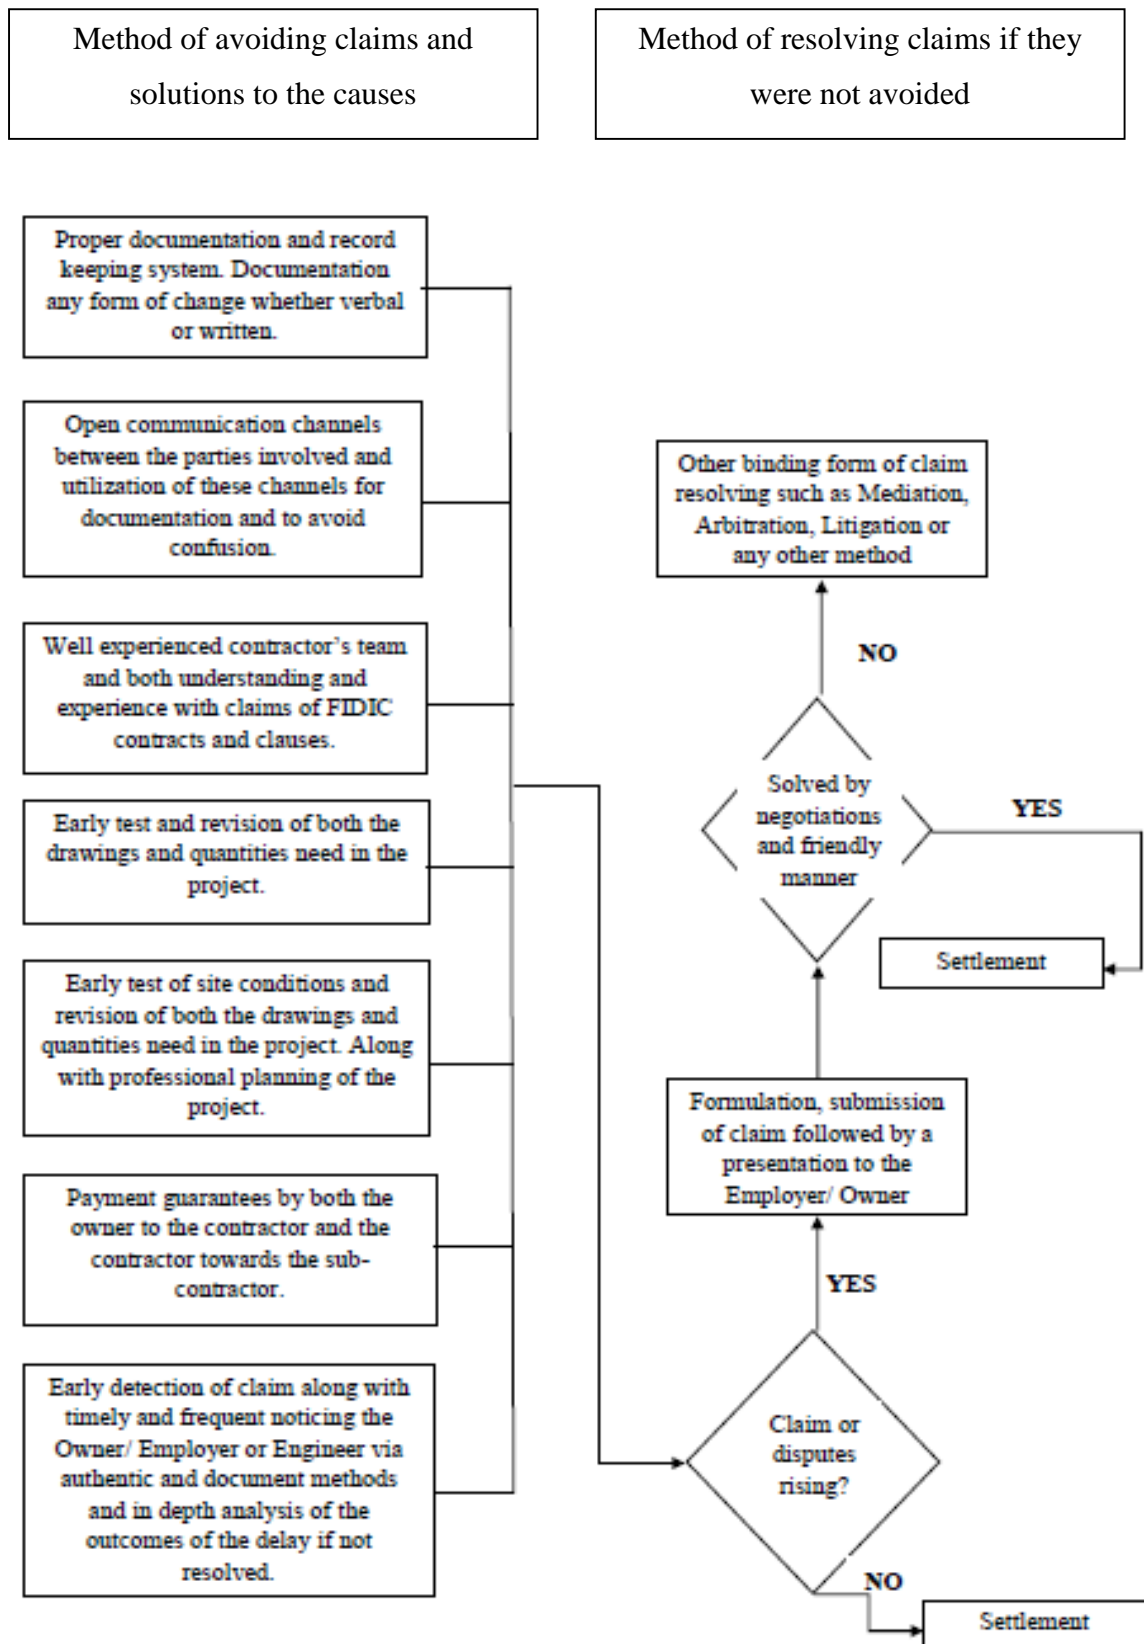 Method of avoiding claims and
solutions to the causes
Method of resolving claims if they
were not avoided
Proper documentation and record
keeping system. Documentation
any form of change whether verbal
or written.
Open communication channels
between the parties involved and
utilization of these channels for
documentation and to avoid
confusion.
Well experienced contractor’s team
and both understanding and
experience with claims of FIDIC
contracts and clauses.
Early test and revision of both the
drawings and quantities need in the
project.
Early test of site conditions and
revision of both the drawings and
quantities need in the project. Along
with professional planning of the
project.
Payment guarantees by both the
owner to the contractor and the
contractor towards the sub-
contractor.
Early detection of claim along with
timely and frequent noticing the
Owner/ Employer or Engineer via
authentic and document methods
and in depth analysis of the
outcomes of the delay if not
resolved.
Other binding form of claim
resolving such as Mediation,
Arbitration, Litigation or
any other method
NO
Solved by
negotiations
and friendly
manner
YES
Settlement
Formulation, submission
of claim followed by a
presentation to the
Employer/ Owner
YES
Claim or
disputes
rising?
NO
Settlement